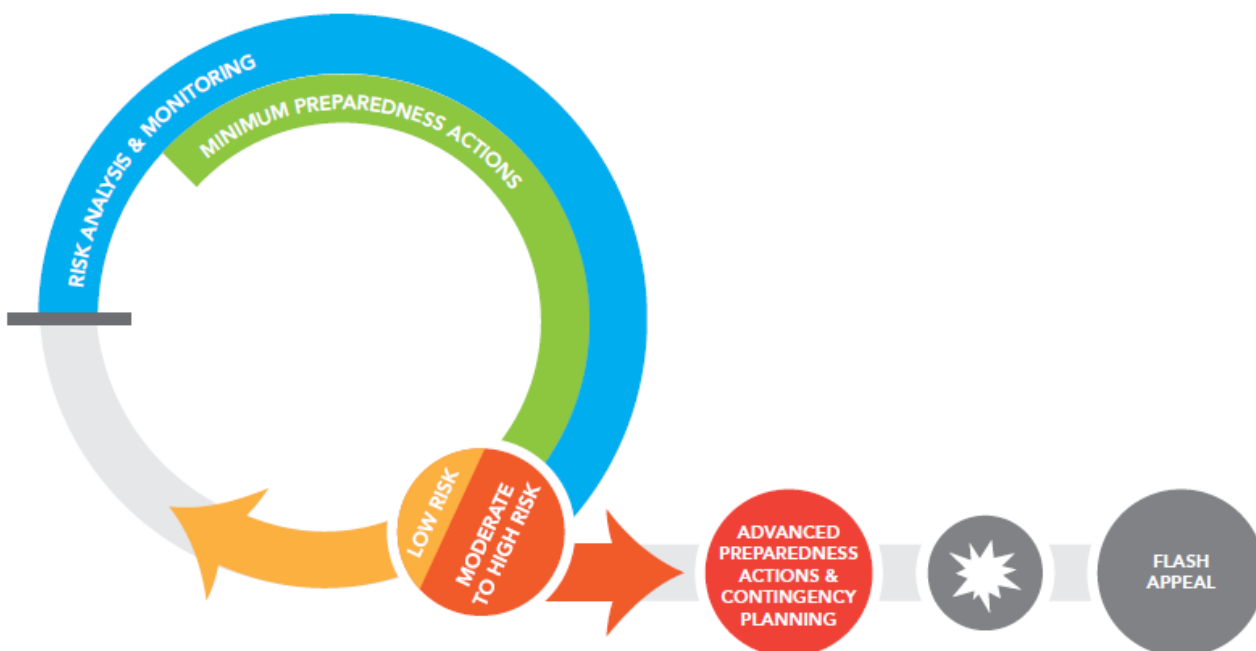 RISK ANALYSIS & MONITORING
MINIMUM PREPAREDNESS ACTIONS
LOW RISK
MODERATE
TO HIGH RISK
ADVANCED
PREPAREDNESS
ACTIONS &
CONTINGENCY
PLANNING
FLASH
APPEAL